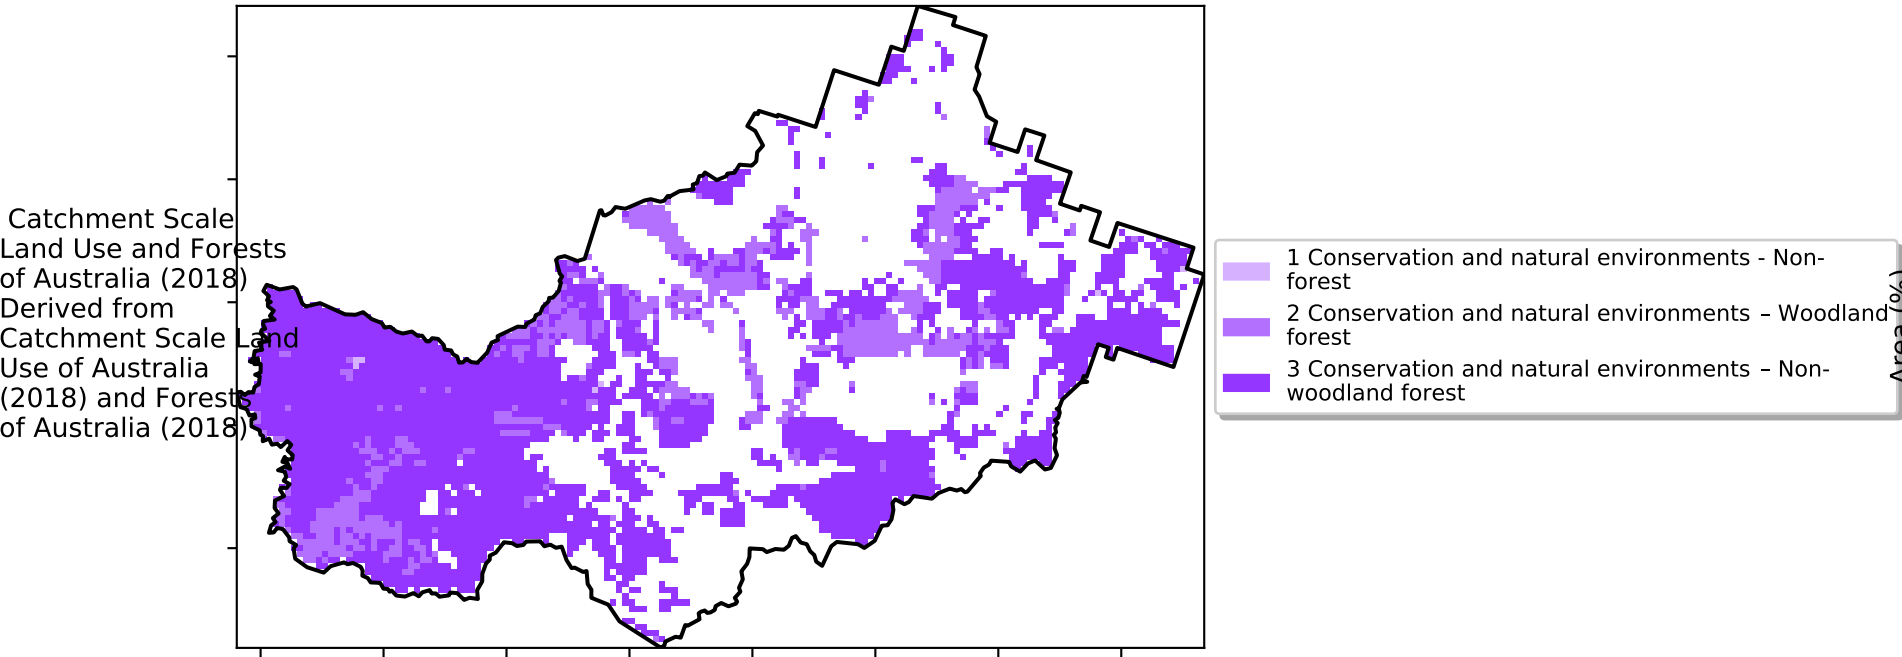 Catchment Scale
Land Use and Forests
of Australia (2018)
Derived from
Catchment Scale Land
Use of Australia
(2018) and Forests
of Australia (2018)
1 Conservation and natural environments - Non-
forest
2 Conservation and natural environments – Woodland
forest
3 Conservation and natural environments – Non-
woodland forest
Area (%)